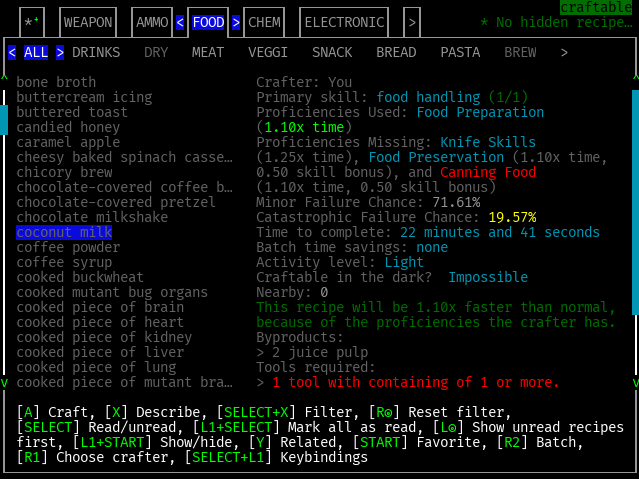 craftable
*⁺ WEAPON AMMO < FOOD > CHEM ELECTRONIC > * No hidden recipe…
< ALL > DRINKS DRY MEAT VEGGI SNACK BREAD PASTA BREW >
bone broth
buttercream icing
buttered toast
candied honey
caramel apple
cheesy baked spinach casse…
chicory brew
chocolate-covered coffee b…
chocolate-covered pretzel
chocolate milkshake
coconut milk
coffee powder
coffee syrup
cooked buckwheat
cooked mutant bug organs
cooked piece of brain
cooked piece of heart
cooked piece of kidney
cooked piece of liver
cooked piece of lung
cooked piece of mutant bra…
Crafter: You
Primary skill: food handling (1/1)
Proficiencies Used: Food Preparation
(1.10x time)
Proficiencies Missing: Knife Skills
(1.25x time), Food Preservation (1.10x time,
0.50 skill bonus), and Canning Food
(1.10x time, 0.50 skill bonus)
Minor Failure Chance: 71.61%
Catastrophic Failure Chance: 19.57%
Time to complete: 22 minutes and 41 seconds
Batch time savings: none
Activity level: Light
Craftable in the dark? Impossible
Nearby: 0
This recipe will be 1.10x faster than normal,
because of the proficiencies the crafter has.
Byproducts:
> 2 juice pulp
Tools required:
> 1 tool with containing of 1 or more.
[A] Craft, [X] Describe, [SELECT+X] Filter, [R⊙] Reset filter,
[SELECT] Read/unread, [L1+SELECT] Mark all as read, [L⊙] Show unread recipes
first, [L1+START] Show/hide, [Y] Related, [START] Favorite, [R2] Batch,
[R1] Choose crafter, [SELECT+L1] Keybindings